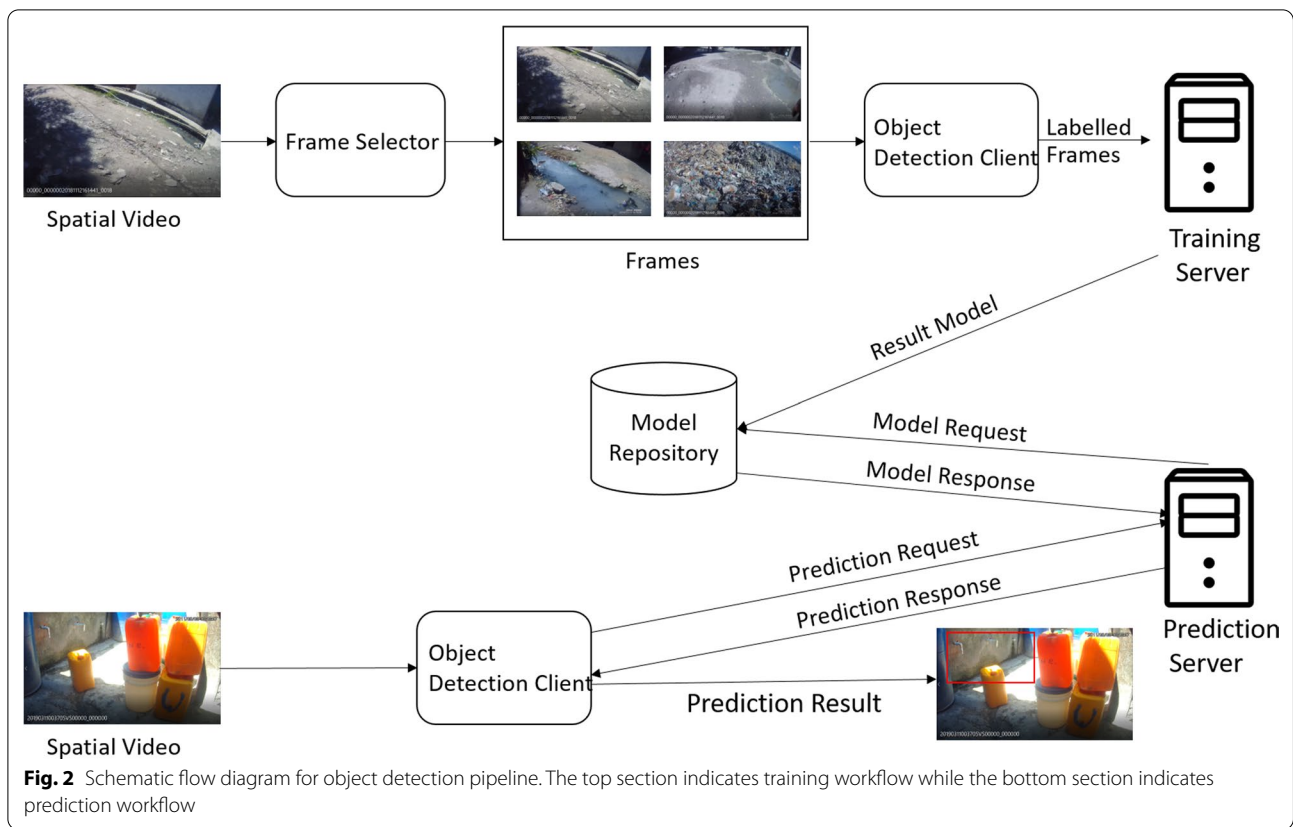 Spatial Video
Frame Selector
Frames
Object
Detection Client
Labelled
Frames
Training
Server
Result Model
Model
Repository
Model Request
Model Response
Prediction Request
Prediction Response
Prediction
Server
Spatial Video
Object
Detection Client
Prediction Result
Fig. 2 Schematic flow diagram for object detection pipeline. The top section indicates training workflow while the bottom section indicates
prediction workflow